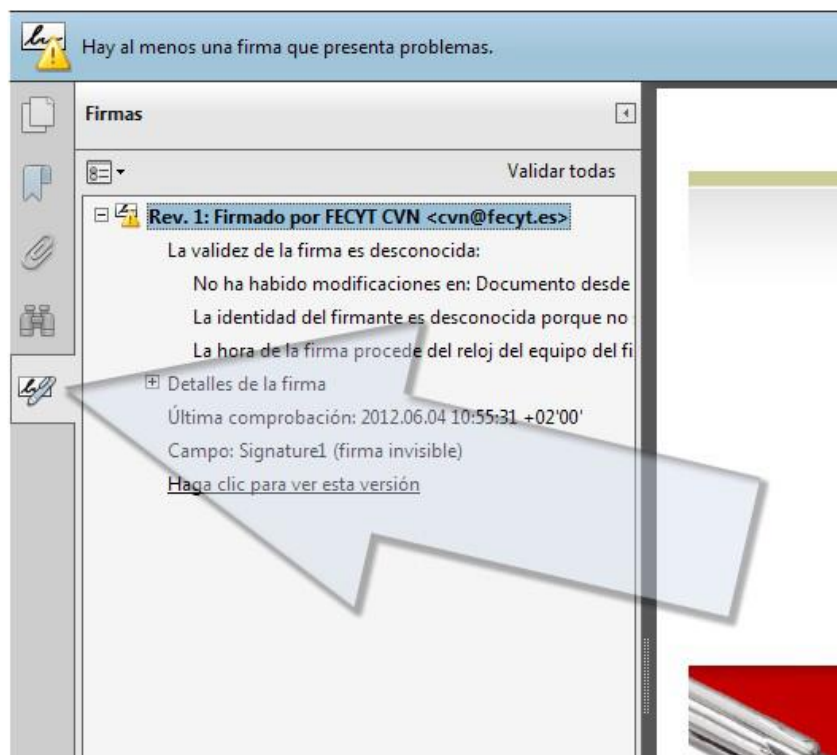 Hay al menos una firma que presenta problemas.
Firmas
Validar todas
Rev. 1: Firmado por FECYT CVN <cvn@fecyt.es>
La validez de la firma es desconocida:
No ha habido modificaciones en: Documento desde
La identidad del firmante es desconocida porque no
La hora de la firma procede del reloj del equipo del fi
Detalles de la firma
Última comprobación: 2012.06.04 10:55:31 +02'00'
Campo: Signature1 (firma invisible)
Haga clic para ver esta versión